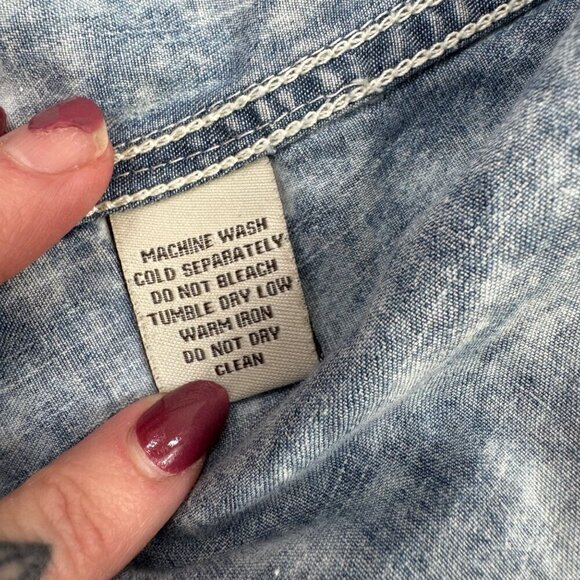 MACHINE WASH
COLD SEPARATELY
DO NOT BLEACH
TUMBLE DRY LOW
WARM IRON
DO NOT DRY
CLEAN